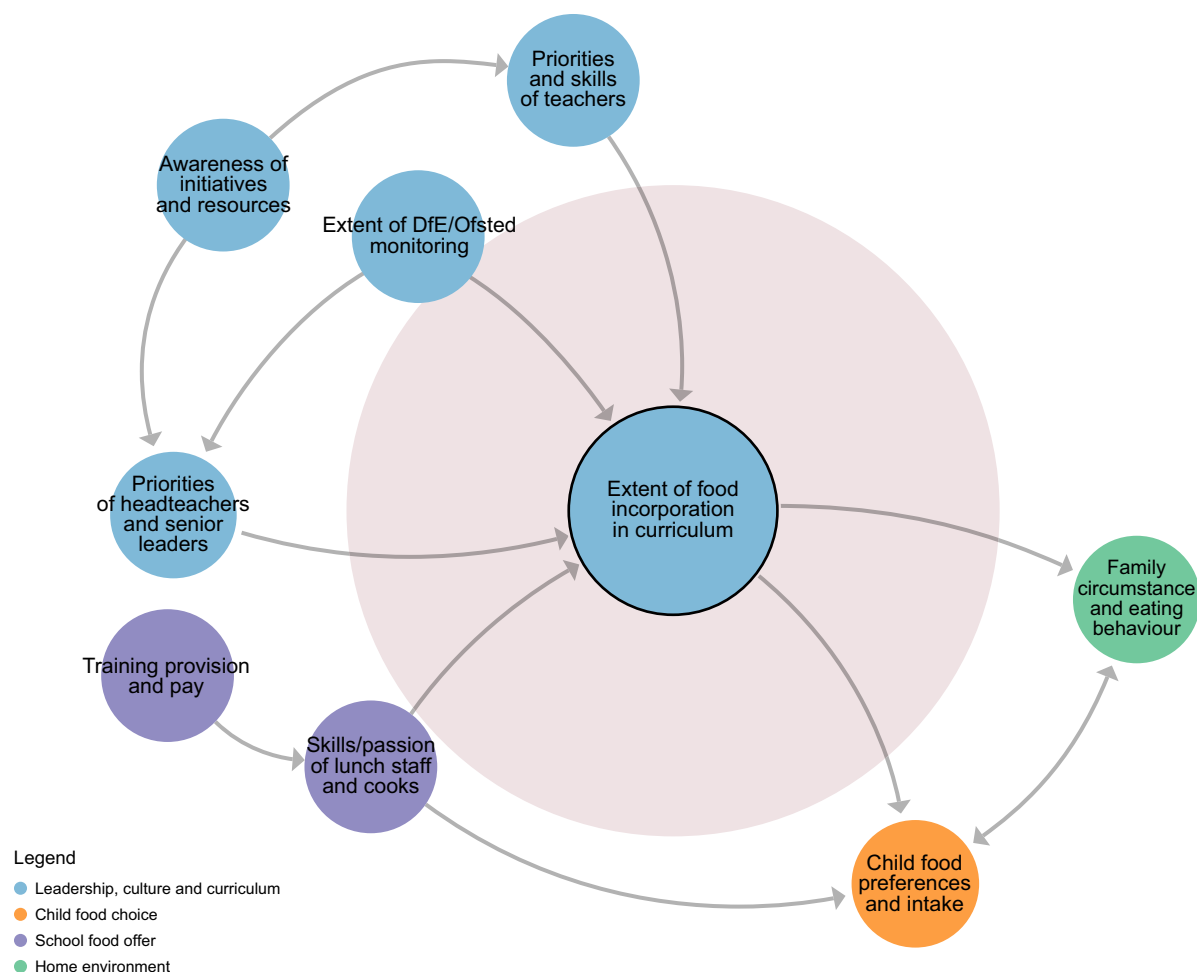 Priorities
and skills
of teachers
Awareness of
initiatives
and resources
Extent of DfE/Ofsted
monitoring
Priorities
of headteachers
and senior
leaders
Extent of food
incorporation
in curriculum
Family
circumstance
and eating
behaviour
Training provision
and pay
Skills/passion
of lunch staff
and cooks
Child food
preferences
and intake
Legend
Leadership, culture and curriculum
Child food choice
School food offer
Home environment